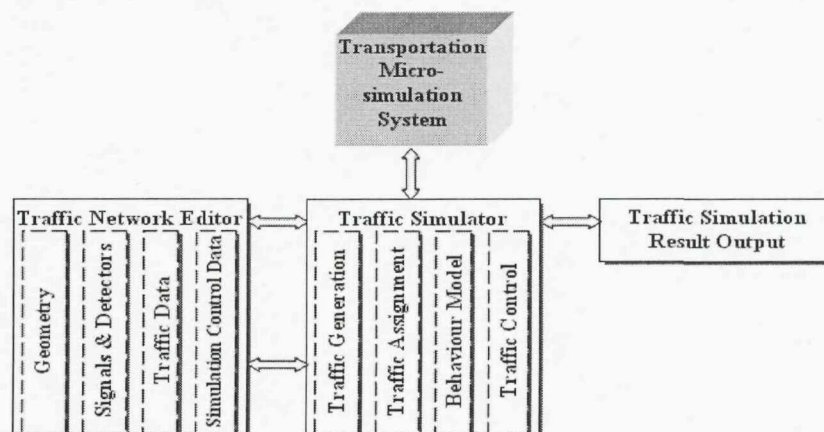 Transportation
Micro-
simulation
System
Traffic Network Editor
Geometry
Signals & Detectors
Traffic Data
Simulation Control Data
Traffic Simulator
Traffic Generation
Traffic Assignment
Behaviour Model
Traffic Control
Traffic Simulation
Result Output